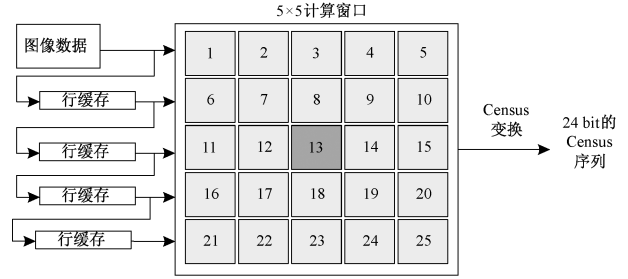 5×5计算窗口
图像数据
行缓存
行缓存
行缓存
行缓存
1 2 3 4 5
6 7 8 9 10
11 12 13 14 15
16 17 18 19 20
21 22 23 24 25
Census
变换
24 bit的
Census
序列